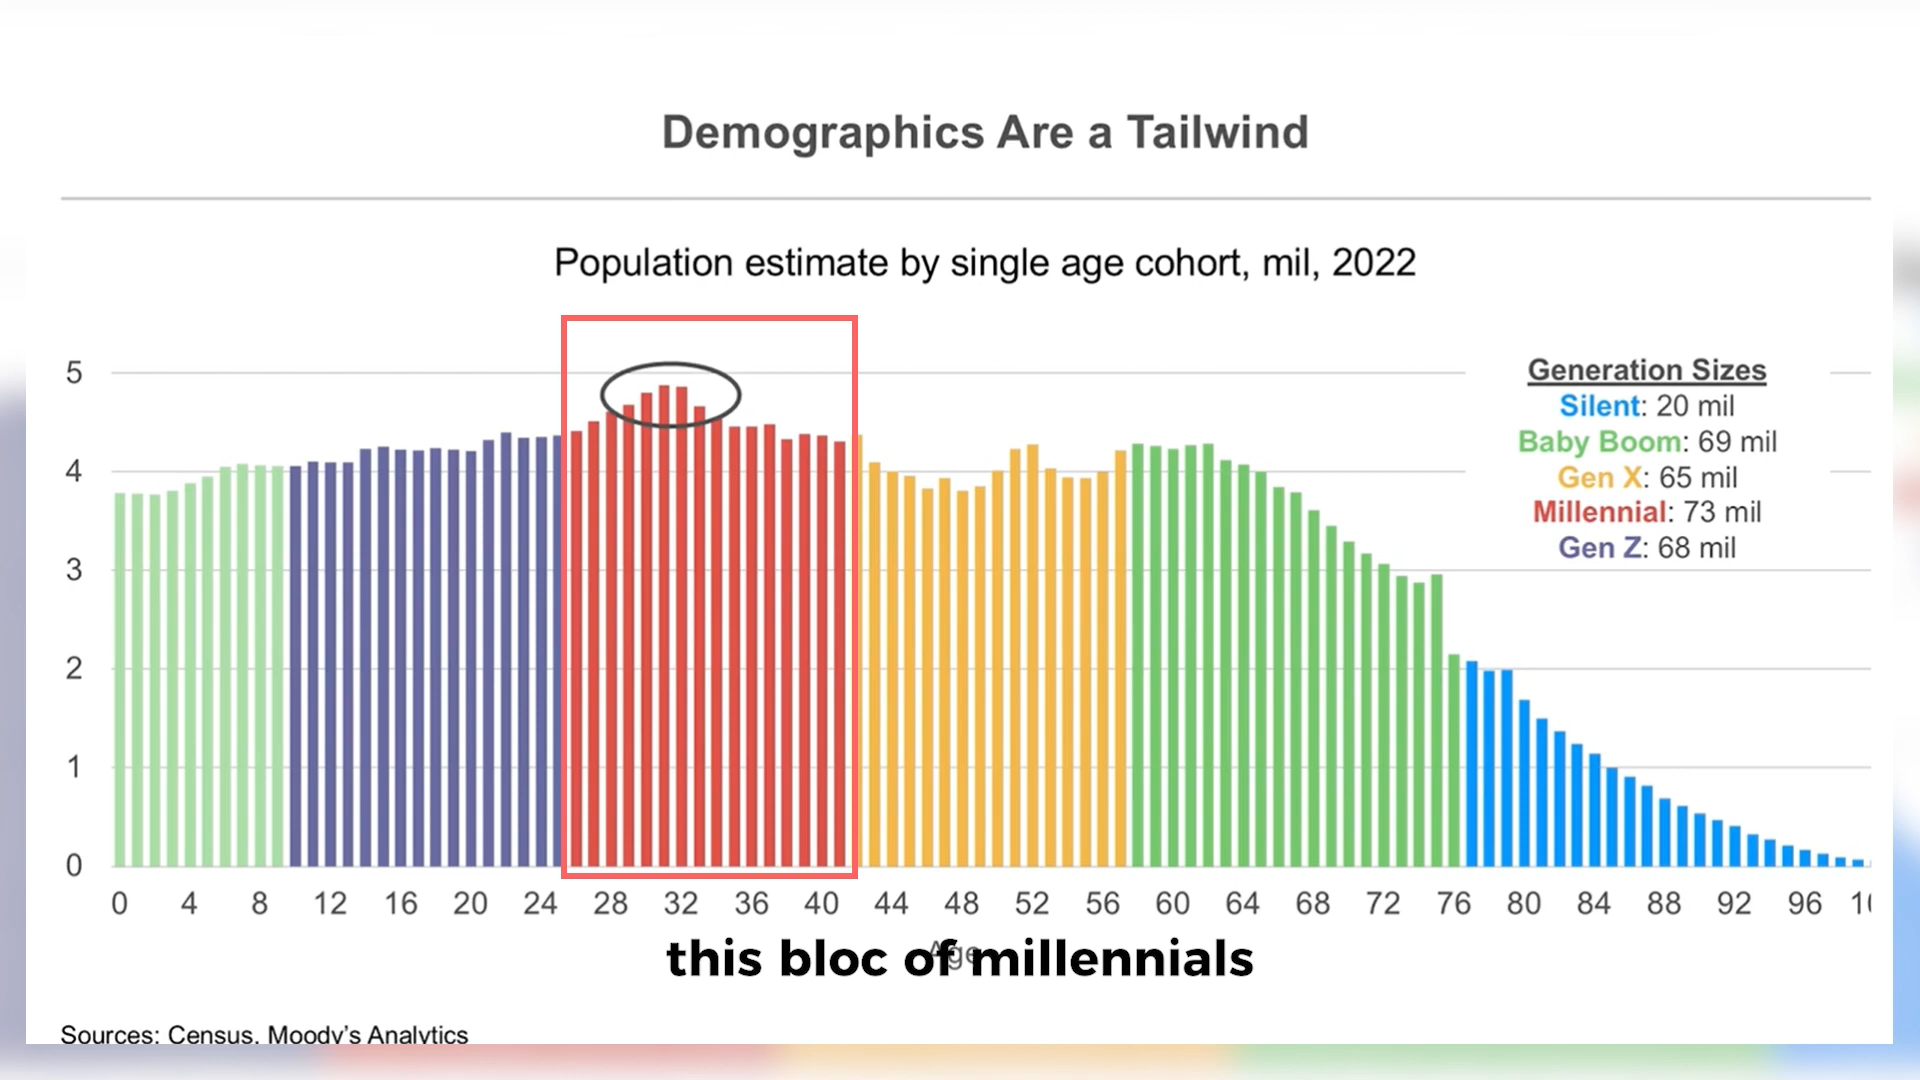 Demographics Are a Tailwind
Population estimate by single age cohort, mil, 2022
Generation Sizes
Silent: 20 mil
Baby Boom: 69 mil
Gen X: 65 mil
Millennial: 73 mil
Gen Z: 68 mil
5
4
3
2
1
0
0 4 8 12 16 20 24 28 32 36 40 44 48 52 56 60 64 68 72 76 80 84 88 92 96
Age
this bloc of millennials
Sources: Census, Moody's Analytics